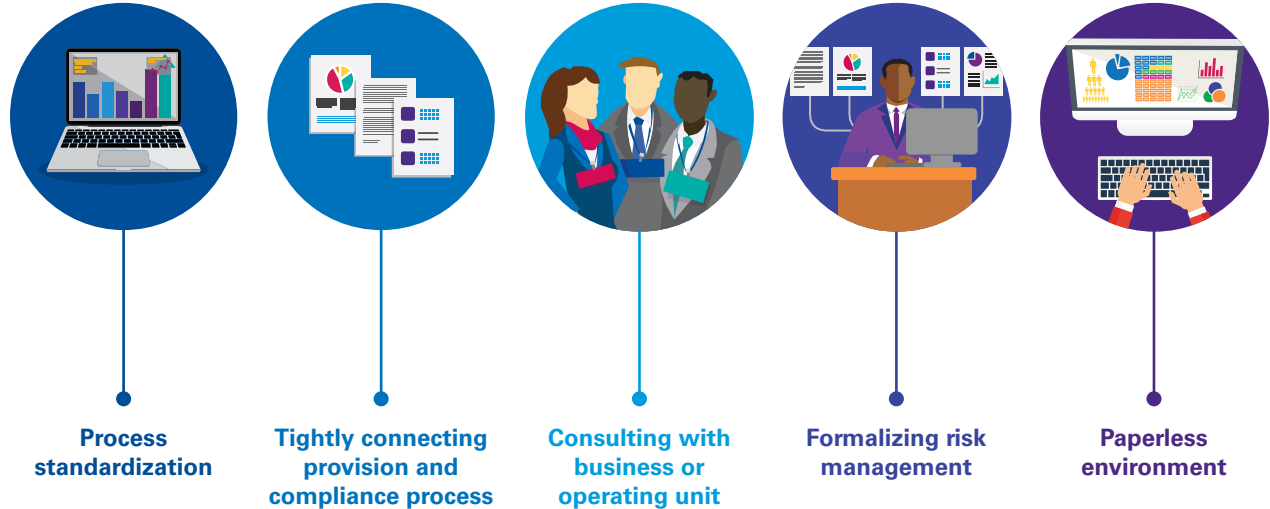 Process
standardization
Tightly connecting
provision and
compliance process
Consulting with
business or
operating unit
Formalizing risk
management
Paperless
environment